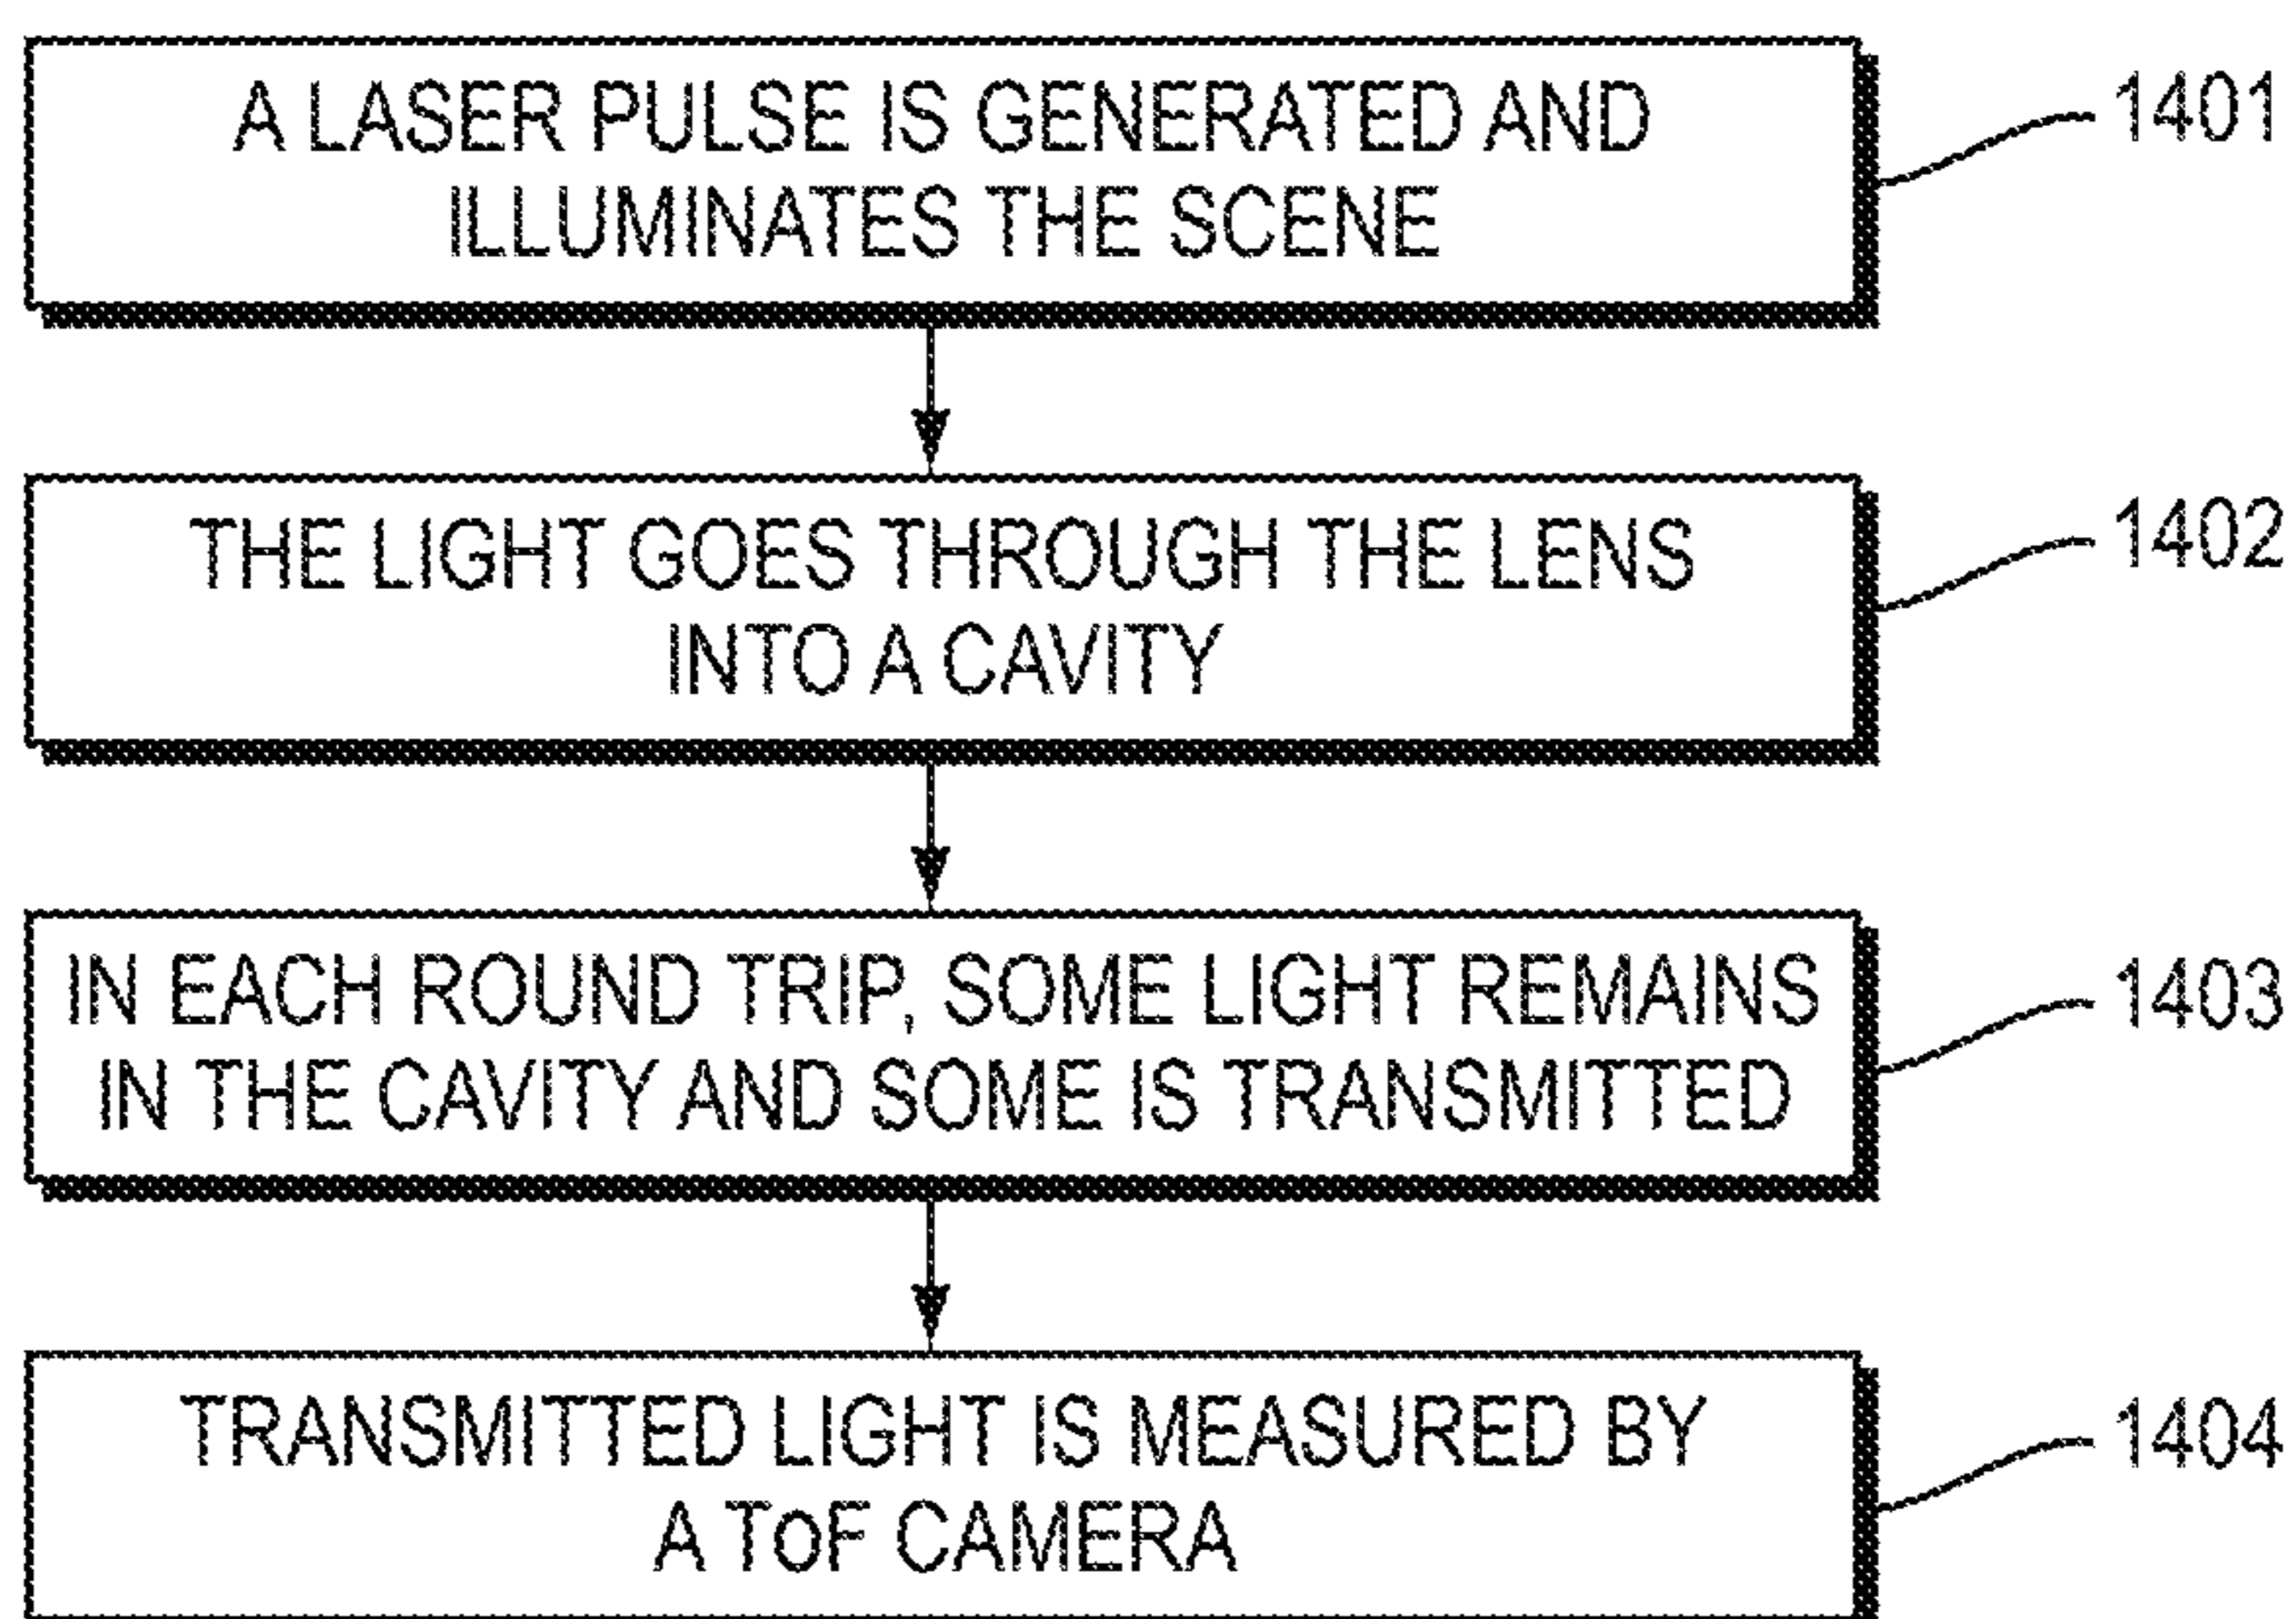 A LASER PULSE IS GENERATED AND
ILLUMINATES THE SCENE
1401
THE LIGHT GOES THROUGH THE LENS
INTO A CAVITY
1402
IN EACH ROUND TRIP, SOME LIGHT REMAINS
IN THE CAVITY AND SOME IS TRANSMITTED
1403
TRANSMITTED LIGHT IS MEASURED BY
A ToF CAMERA
1404